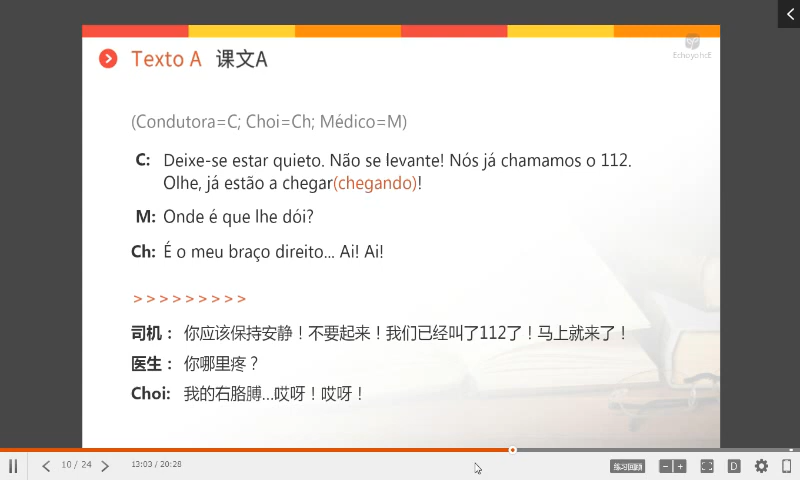 Texto A 课文A
EchoyohcE
(Condutora=C; Choi=Ch; Médico=M)
C: Deixe-se estar quieto. Não se levante! Nós já chamamos o 112.
Olhe, já estão a chegar(chegando)!
M: Onde é que lhe dói?
Ch: É o meu braço direito... Ai! Ai!
>>>>>>>>>
司机： 你应该保持安静！不要起来！我们已经叫了112了！马上就来了！
医生： 你哪里疼？
Choi: 我的右胳膊...哎呀！哎呀！
10 / 24 13:03 / 20:28 练习回顾 D